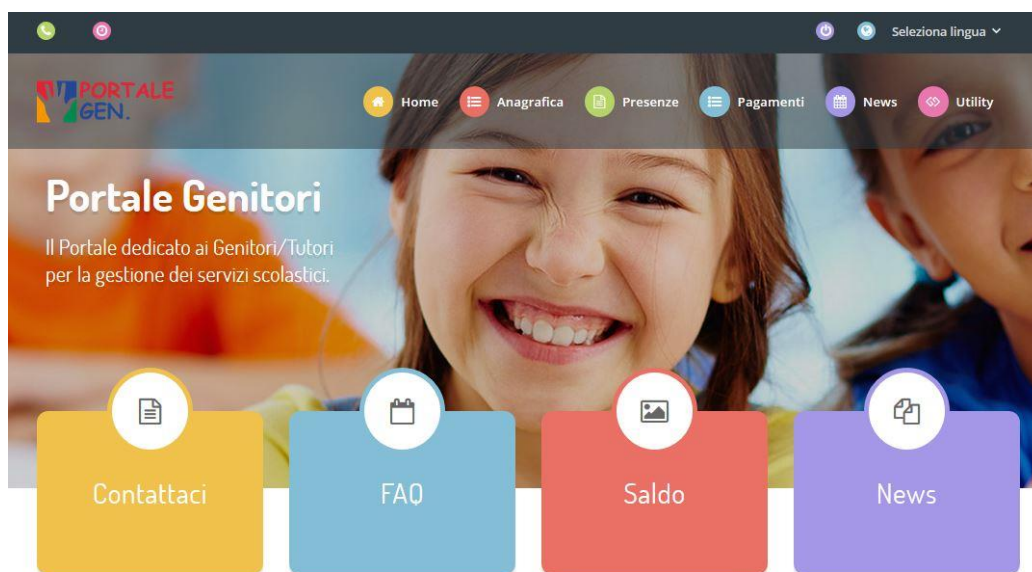 Seleziona lingua
PORTALE
GEN.
Home Anagrafica Presenze Pagamenti News Utility
Portale Genitori
Il Portale dedicato ai Genitori/Tutori
per la gestione dei servizi scolastici.
Contattaci FAQ Saldo News